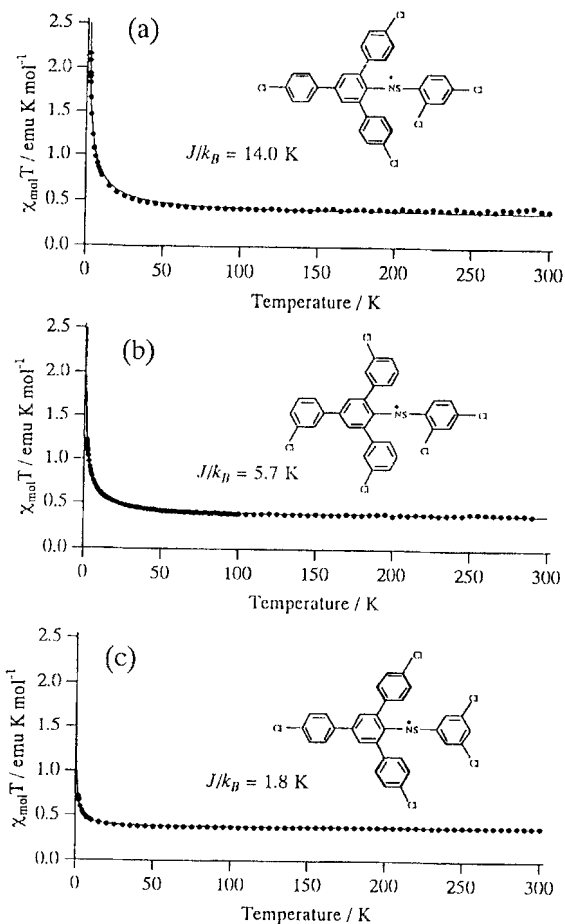 (a)
χmolT / emu K mol⁻¹
2.5
2.0
1.5
1.0
0.5
0.0
Cl
Cl
NS
Cl
Cl
Cl
J/kB = 14.0 K
0 50 100 150 200 250 300
Temperature / K
(b)
χmolT / emu K mol⁻¹
2.5
2.0
1.5
1.0
0.5
0.0
Cl
NS
Cl
Cl
Cl
Cl
J/kB = 5.7 K
0 50 100 150 200 250 300
Temperature / K
(c)
χmolT / emu K mol⁻¹
2.5
2.0
1.5
1.0
0.5
0.0
Cl
Cl
Cl
NS
Cl
Cl
J/kB = 1.8 K
0 50 100 150 200 250 300
Temperature / K